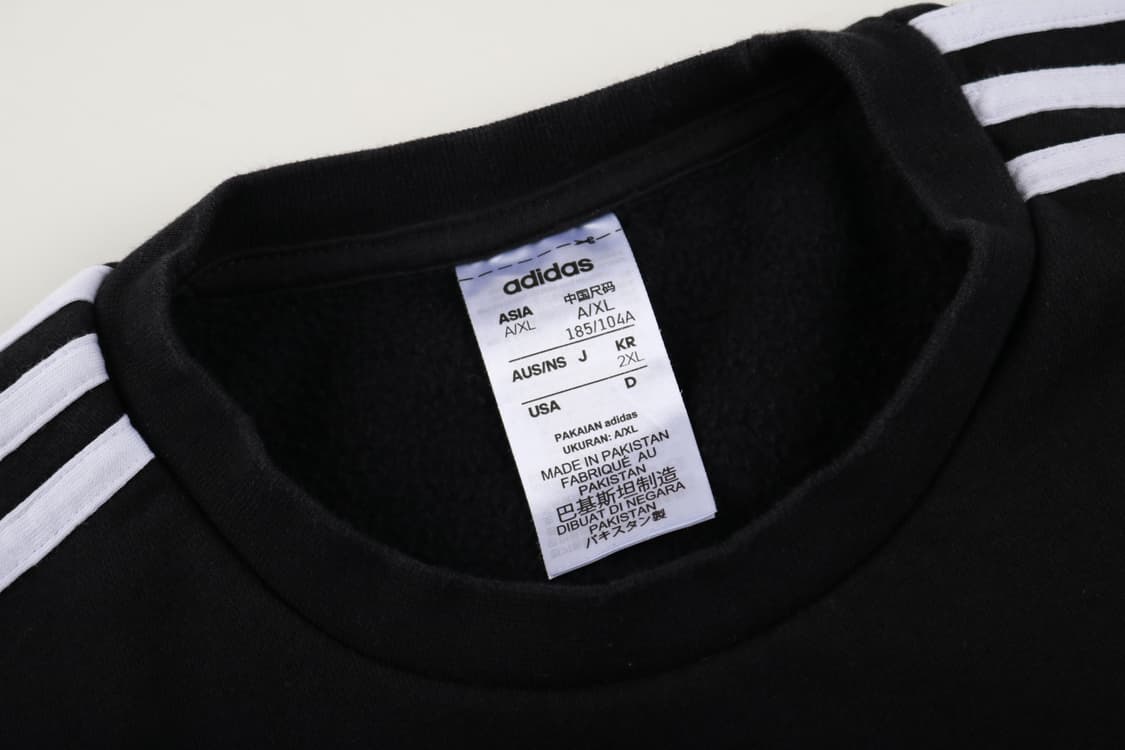 adidas
ASIA 中国尺码
A/XL A/XL
185/104A
AUS/NS J KR
2XL
USA D
PAKAIAN adidas
UKURAN: A/XL
MADE IN PAKISTAN
FABRIQUÉ AU
PAKISTAN
巴基斯坦制造
DIBUAT DI NEGARA
PAKISTAN
パキスタン製